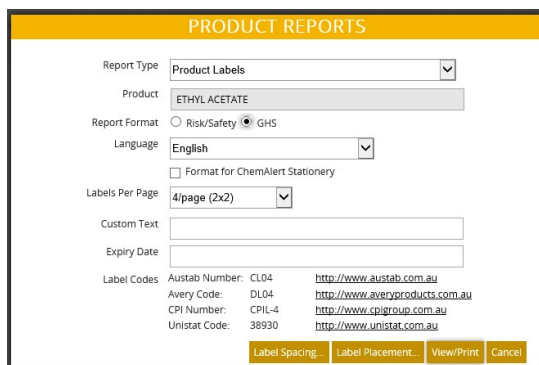 PRODUCT REPORTS
Report Type Product Labels
Product ETHYL ACETATE
Report Format Risk/Safety GHS
Language English
Format for ChemAlert Stationery
Labels Per Page 4/page (2x2)
Custom Text
Expiry Date
Label Codes Austab Number: CL04 http://www.austab.com.au
Avery Code: DL04 http://www.averyproducts.com.au
CPI Number: CPIL-4 http://www.cpigroup.com.au
Unistat Code: 38930 http://www.unistat.com.au
Label Spacing... Label Placement... View/Print Cancel